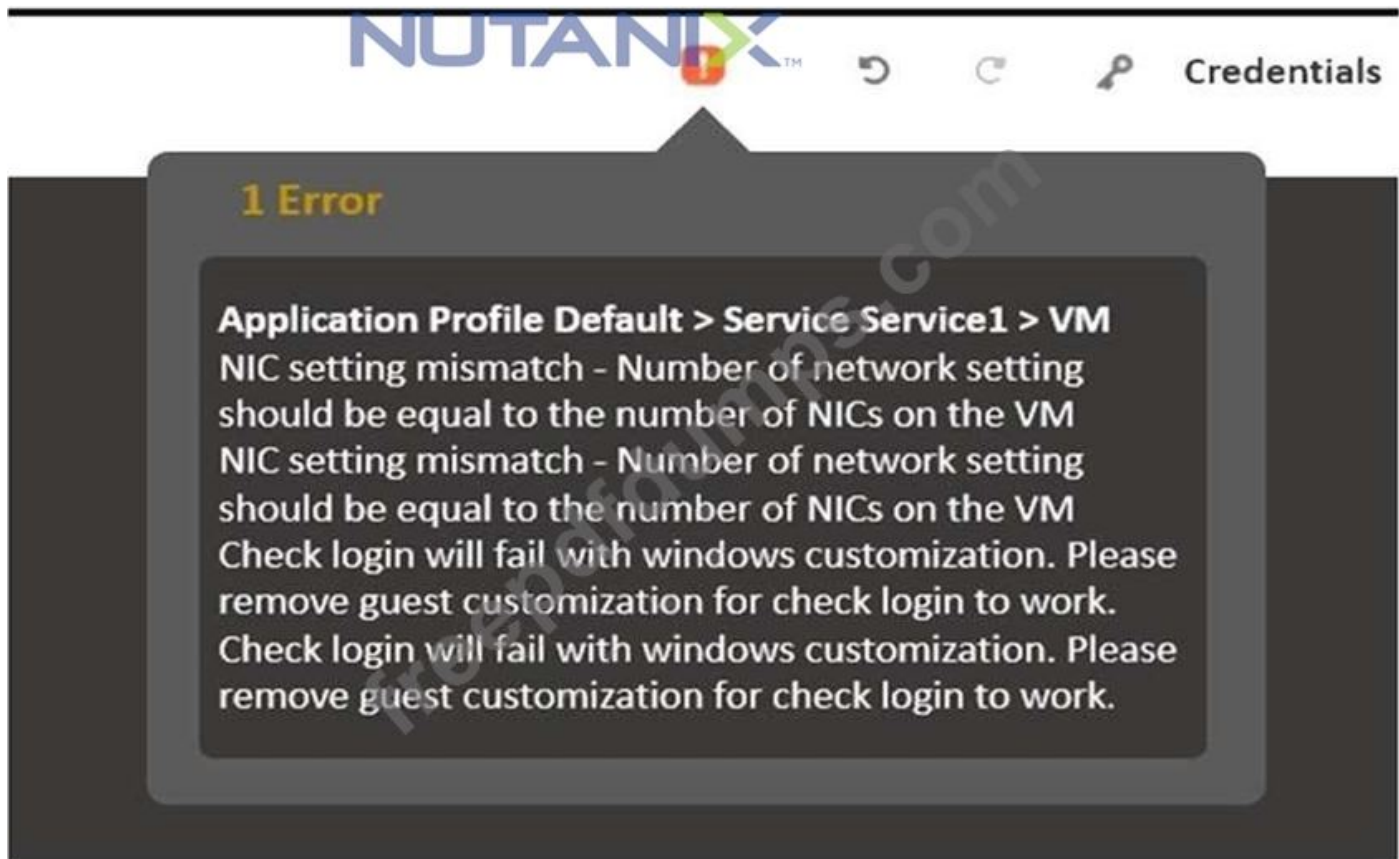 NUTANIX™
Credentials
1 Error
Application Profile Default > Service Service1 > VM
NIC setting mismatch - Number of network setting
should be equal to the number of NICs on the VM
NIC setting mismatch - Number of network setting
should be equal to the number of NICs on the VM
Check login will fail with windows customization. Please
remove guest customization for check login to work.
Check login will fail with windows customization. Please
remove guest customization for check login to work.
freepdfdumps.com